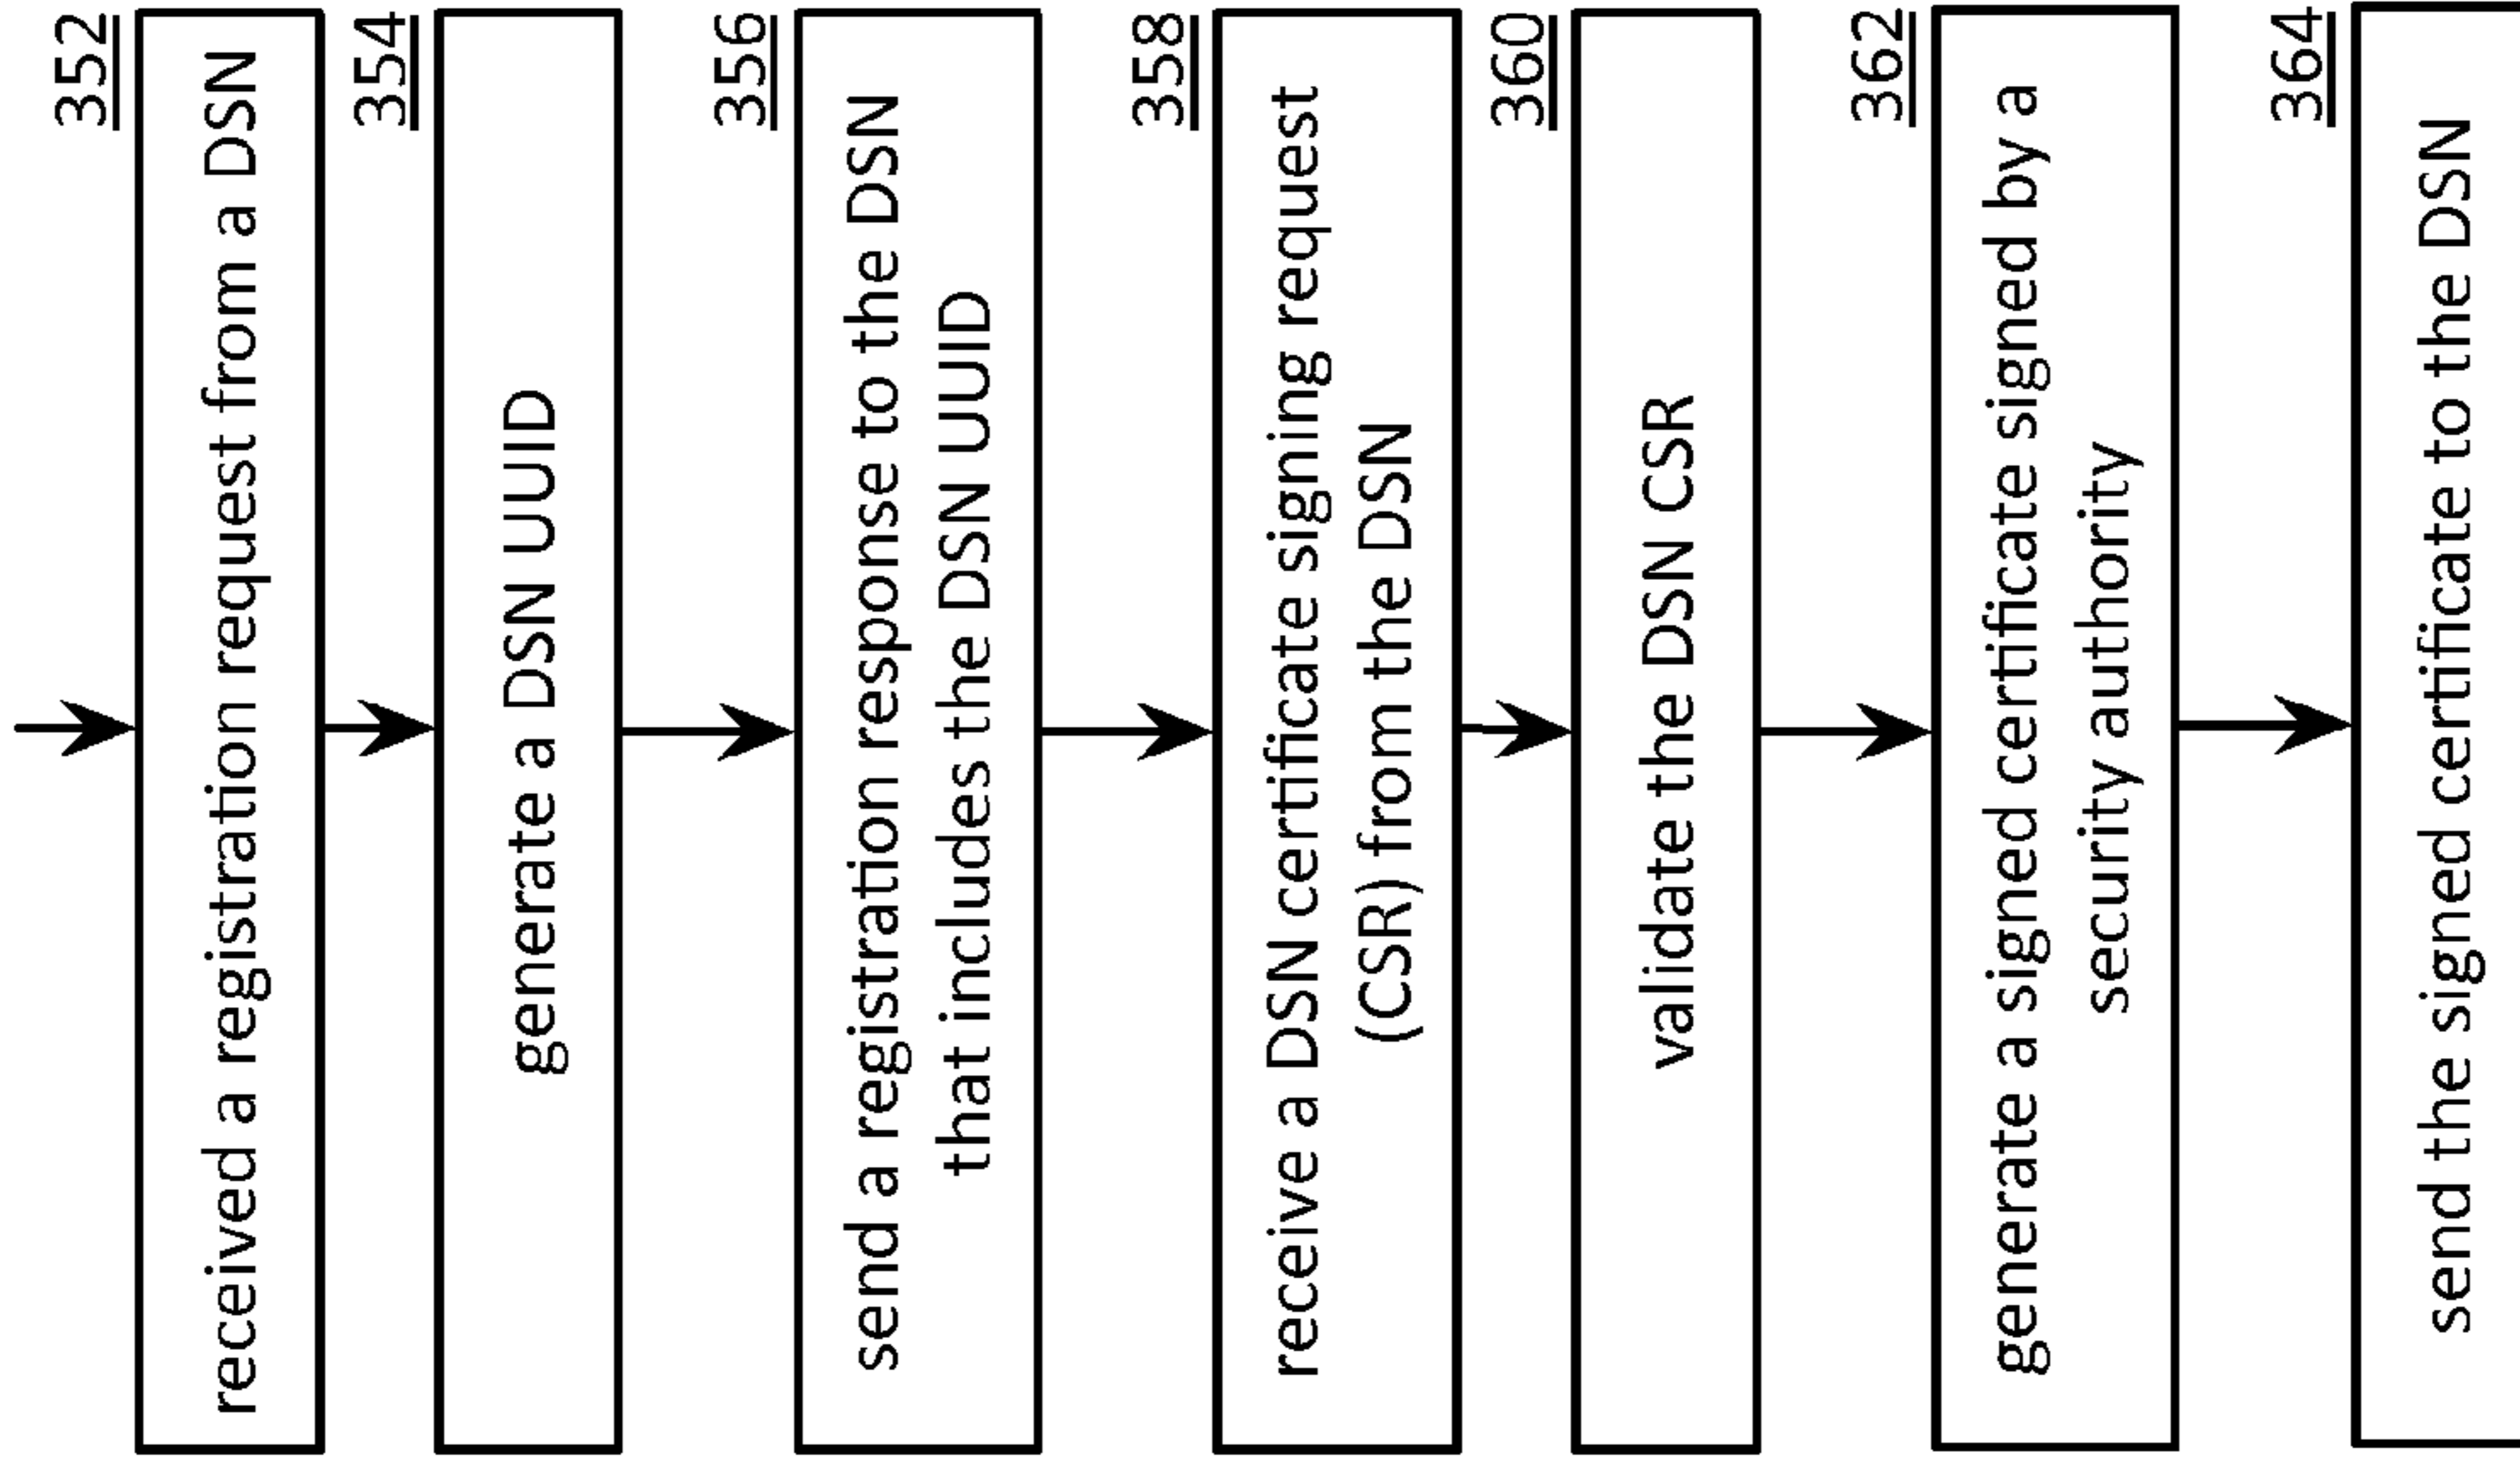 352
received a registration request from a DSN
354
generate a DSN UUID
356
send a registration response to the DSN
that includes the DSN UUID
358
receive a DSN certificate signing request
(CSR) from the DSN
360
validate the DSN CSR
362
generate a signed certificate signed by a
security authority
364
send the signed certificate to the DSN